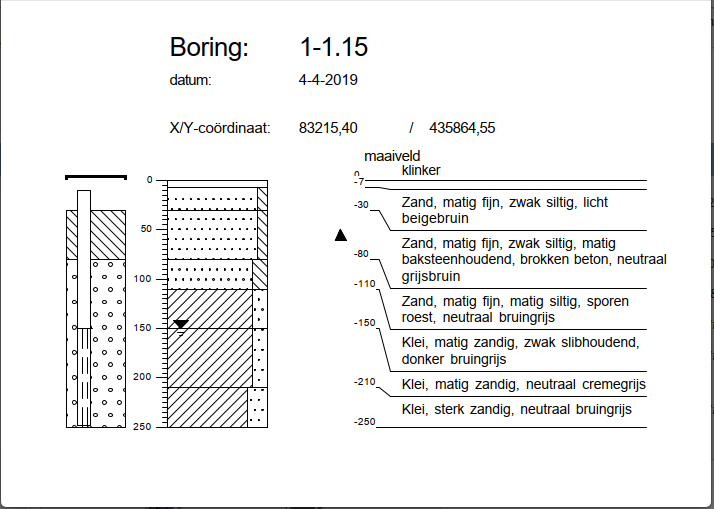 Boring: 1-1.15
datum: 4-4-2019
X/Y-coördinaat: 83215,40 / 435864,55
maaiveld
0 klinker
-7
-30 Zand, matig fijn, zwak siltig, licht
beigebruin
-80 Zand, matig fijn, zwak siltig, matig
baksteenhoudend, brokken beton, neutraal
grijsbruin
-110 Zand, matig fijn, matig siltig, sporen
roest, neutraal bruingrijs
-150 Klei, matig zandig, zwak slibhoudend,
donker bruingrijs
-210 Klei, matig zandig, neutraal cremegrijs
Klei, sterk zandig, neutraal bruingrijs
-250
0
50
100
150
200
250